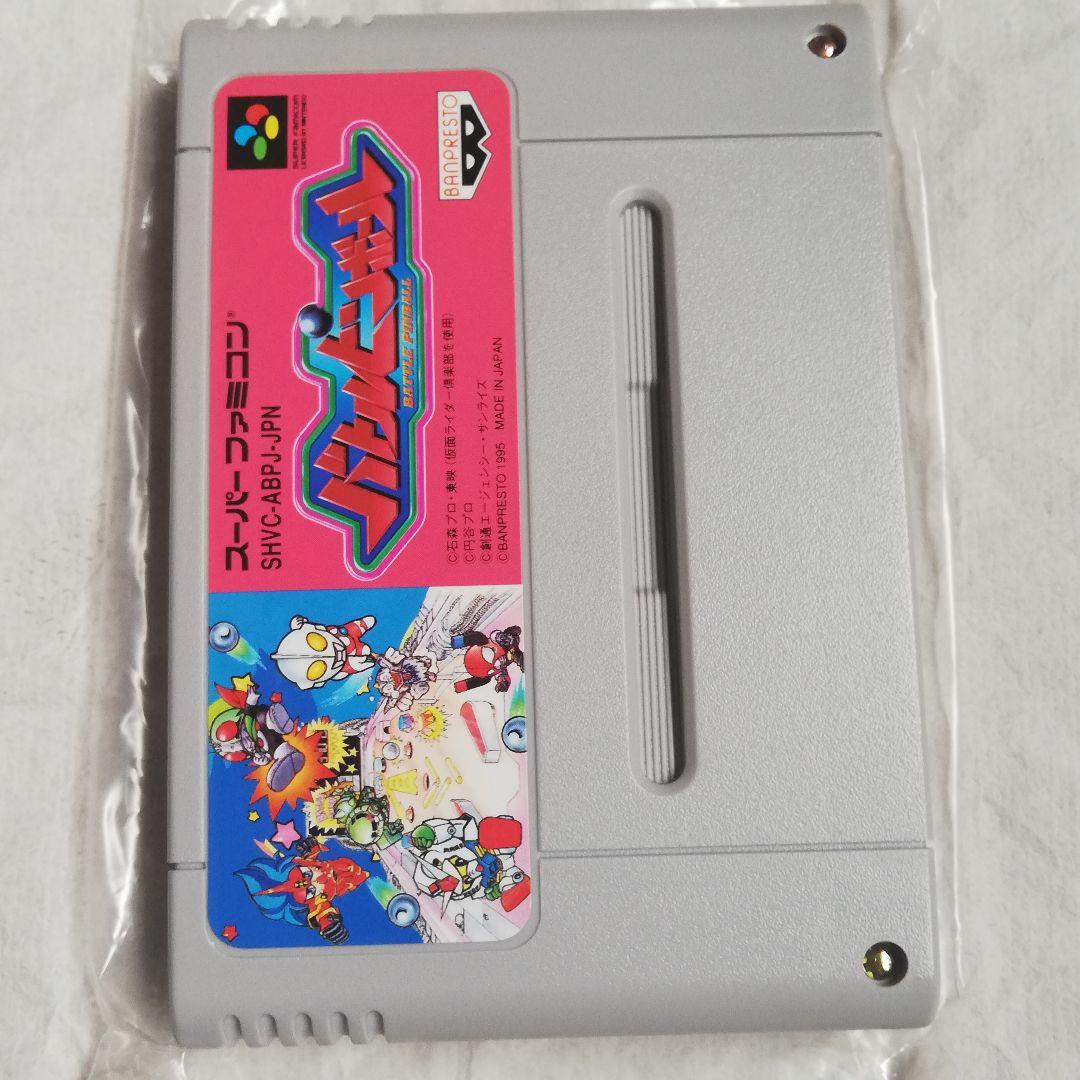 スーパーファミコン®
SHVC-ABPJ-JPN
SUPER FAMICOM
LICENSED BY NINTENDO
バトルピンボール
BATTLE PINBALL
BANPRESTO
©石森プロ・東映(仮面ライダー倶楽部を使用)
©円谷プロ
©創通エージェンシー・サンライズ
©BANPRESTO 1995 MADE IN JAPAN